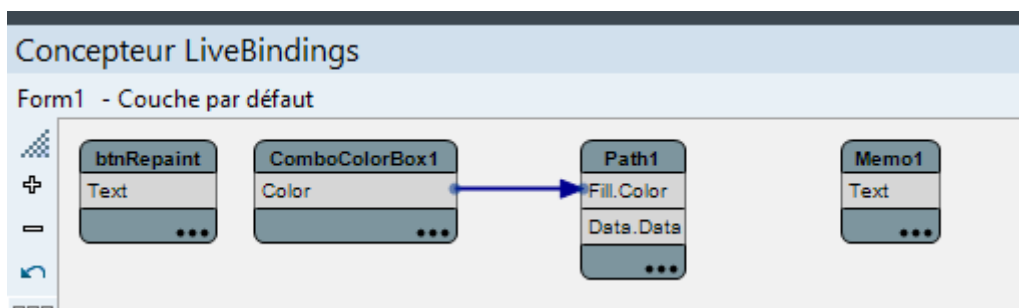 Concepteur LiveBindings
Form1 - Couche par défaut
btnRepaint
Text
ComboColorBox1
Color
Path1
Fill.Color
Data.Data
Memo1
Text